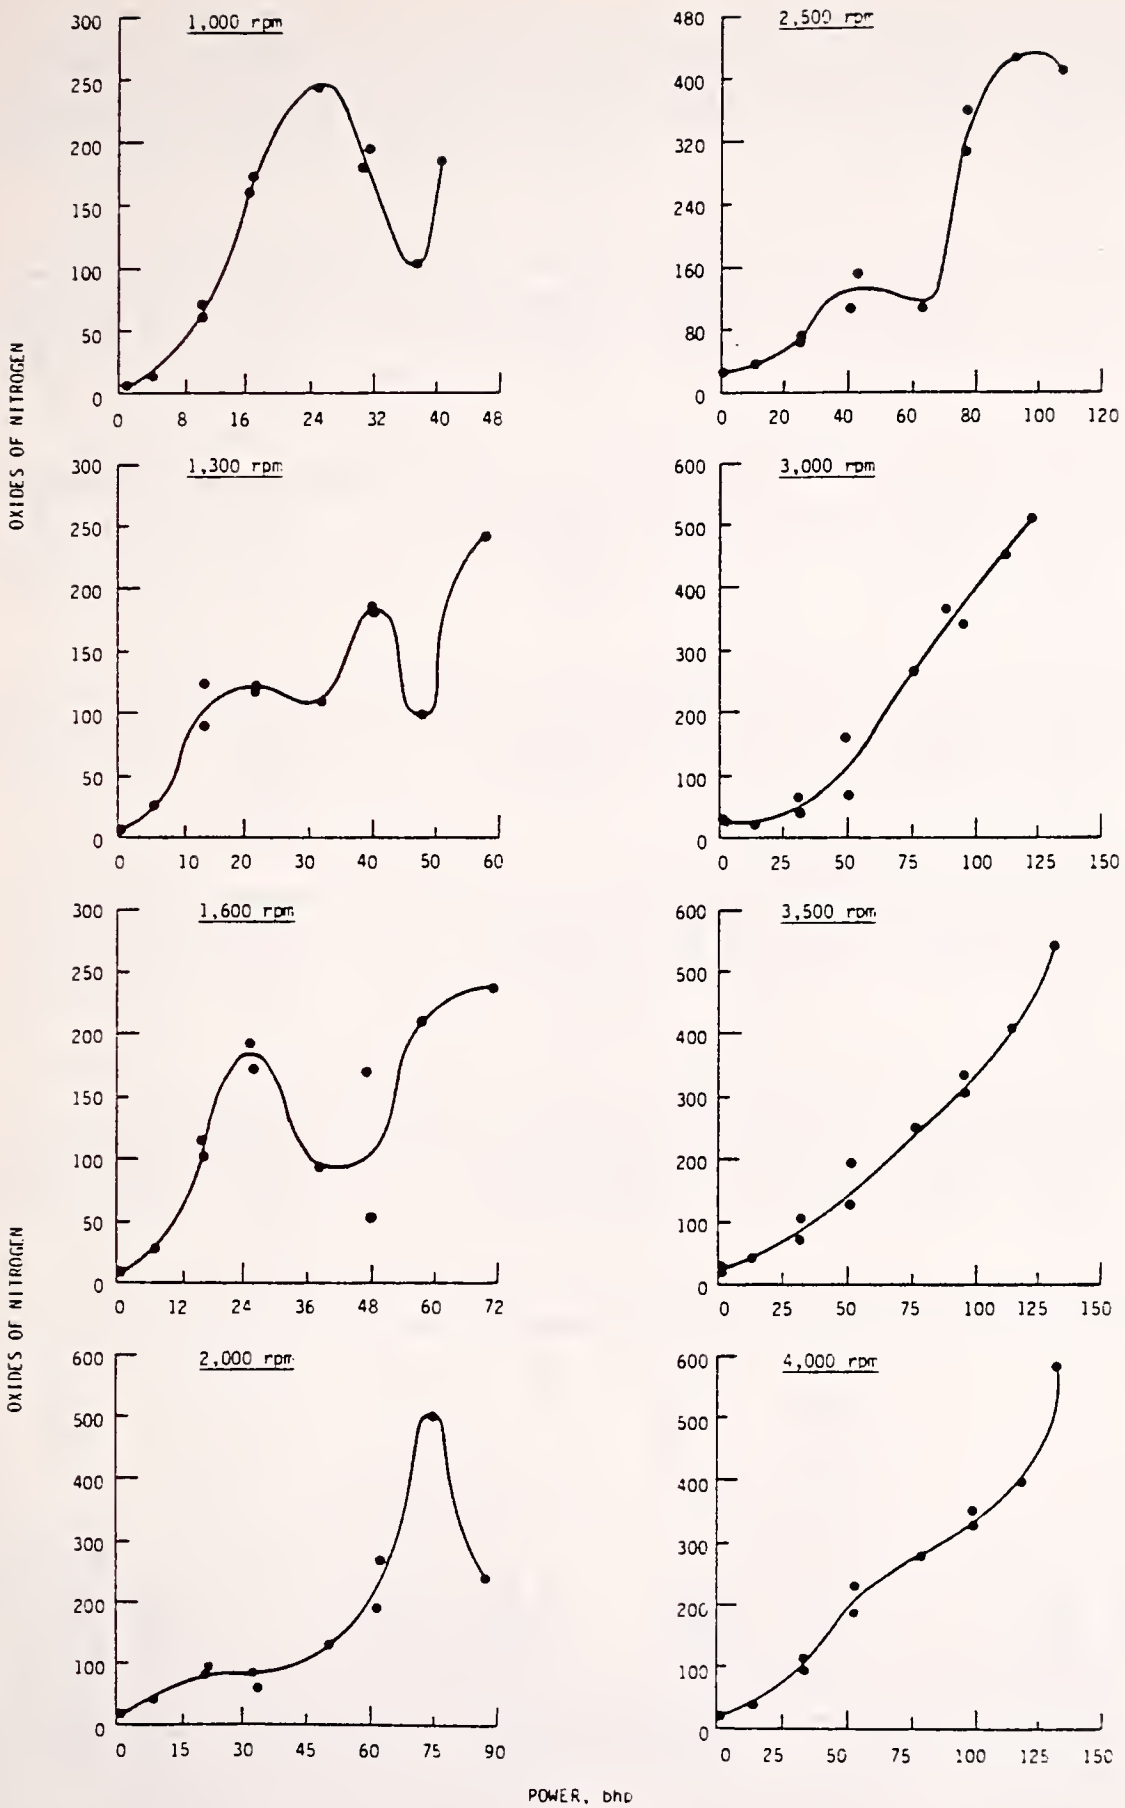 1,000 rpm
300
250
200
150
100
50
0
0 8 16 24 32 40 48
2,500 rpm
480
400
320
240
160
80
0
0 20 40 60 80 100 120
OXIDES OF NITROGEN
1,300 rpm
300
250
200
150
100
50
0
0 10 20 30 40 50 60
3,000 rpm
600
500
400
300
200
100
0
0 25 50 75 100 125 150
1,600 rpm
300
250
200
150
100
50
0
0 12 24 36 48 60 72
3,500 rpm
600
500
400
300
200
100
0
0 25 50 75 100 125 150
OXIDES OF NITROGEN
2,000 rpm
600
500
400
300
200
100
0
0 15 30 45 60 75 90
4,000 rpm
600
500
400
300
200
100
0
0 25 50 75 100 125 150
POWER, bhp